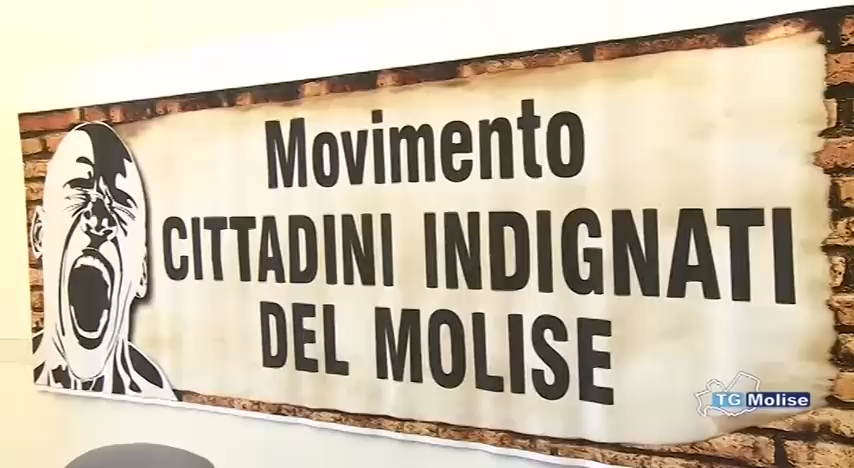 Movimento
CITTADINI INDIGNATI
DEL MOLISE
TG Molise